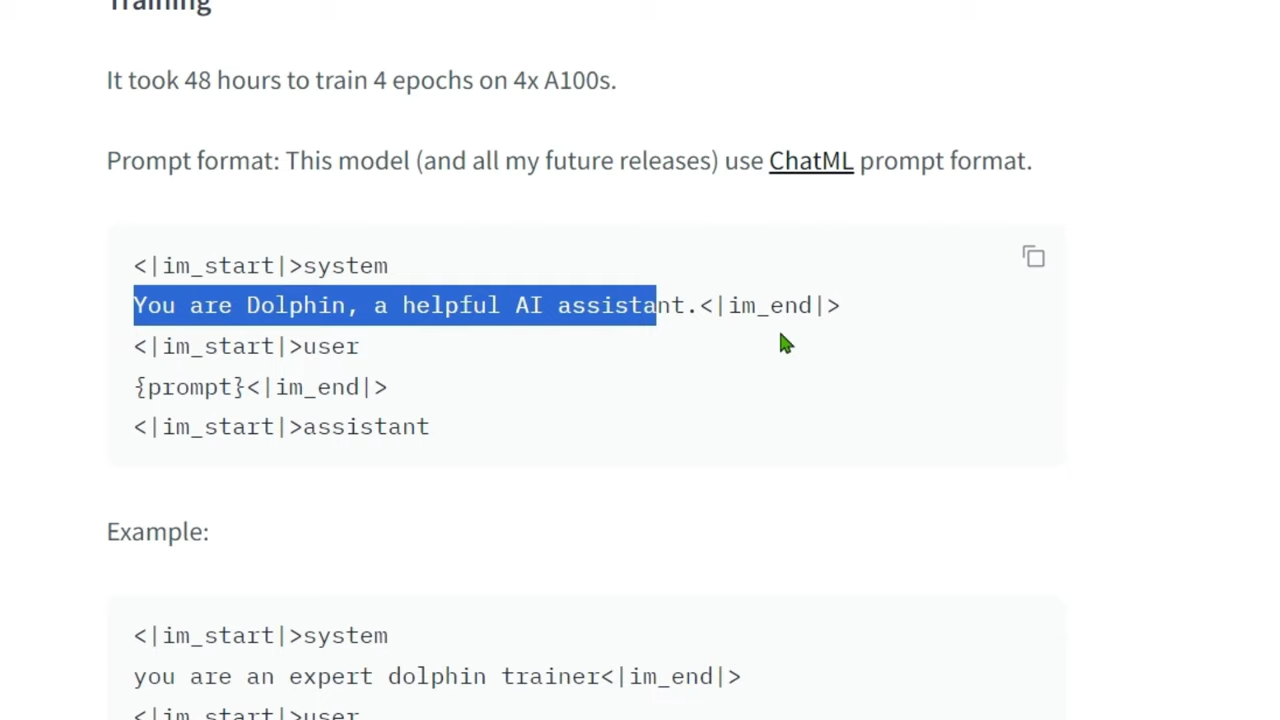 Training
It took 48 hours to train 4 epochs on 4x A100s.
Prompt format: This model (and all my future releases) use ChatML prompt format.
<|im_start|>system
You are Dolphin, a helpful AI assistant.<|im_end|>
<|im_start|>user
{prompt}<|im_end|>
<|im_start|>assistant
Example:
<|im_start|>system
you are an expert dolphin trainer<|im_end|>
<|im_start|>user